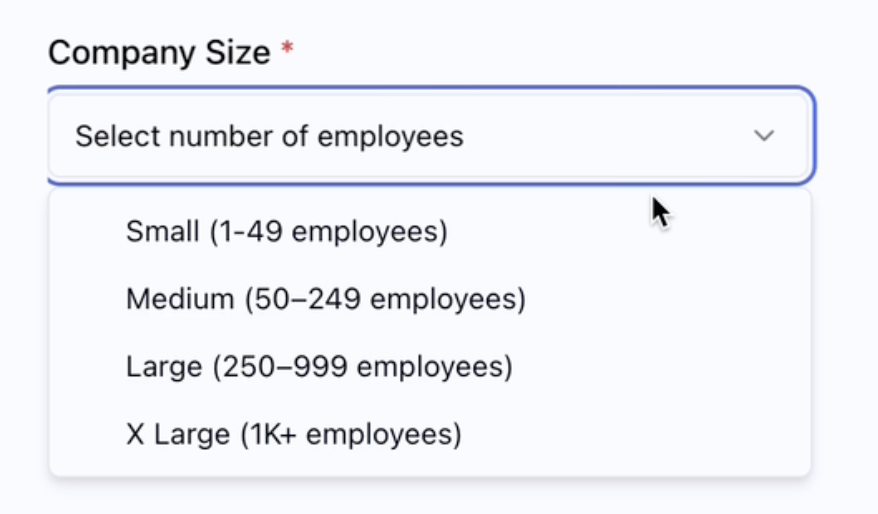 Company Size *
Select number of employees
Small (1-49 employees)
Medium (50–249 employees)
Large (250–999 employees)
X Large (1K+ employees)